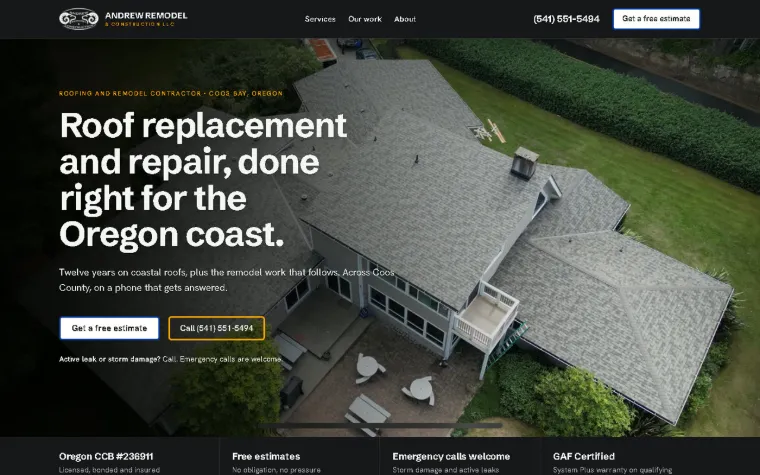 ANDREW REMODEL
& CONSTRUCTION LLC
Services
Our work
About
(541) 551-5494
Get a free estimate
ROOFING AND REMODEL CONTRACTOR • COOS BAY, OREGON
Roof replacement
and repair, done
right for the
Oregon coast.
Twelve years on coastal roofs, plus the remodel work that follows. Across Coos
County, on a phone that gets answered.
Get a free estimate
Call (541) 551-5494
Active leak or storm damage? Call. Emergency calls are welcome.
Oregon CCB #236911
Licensed, bonded and insured
Free estimates
No obligation, no pressure
Emergency calls welcome
Storm damage and active leaks
GAF Certified
System Plus warranty on qualifying